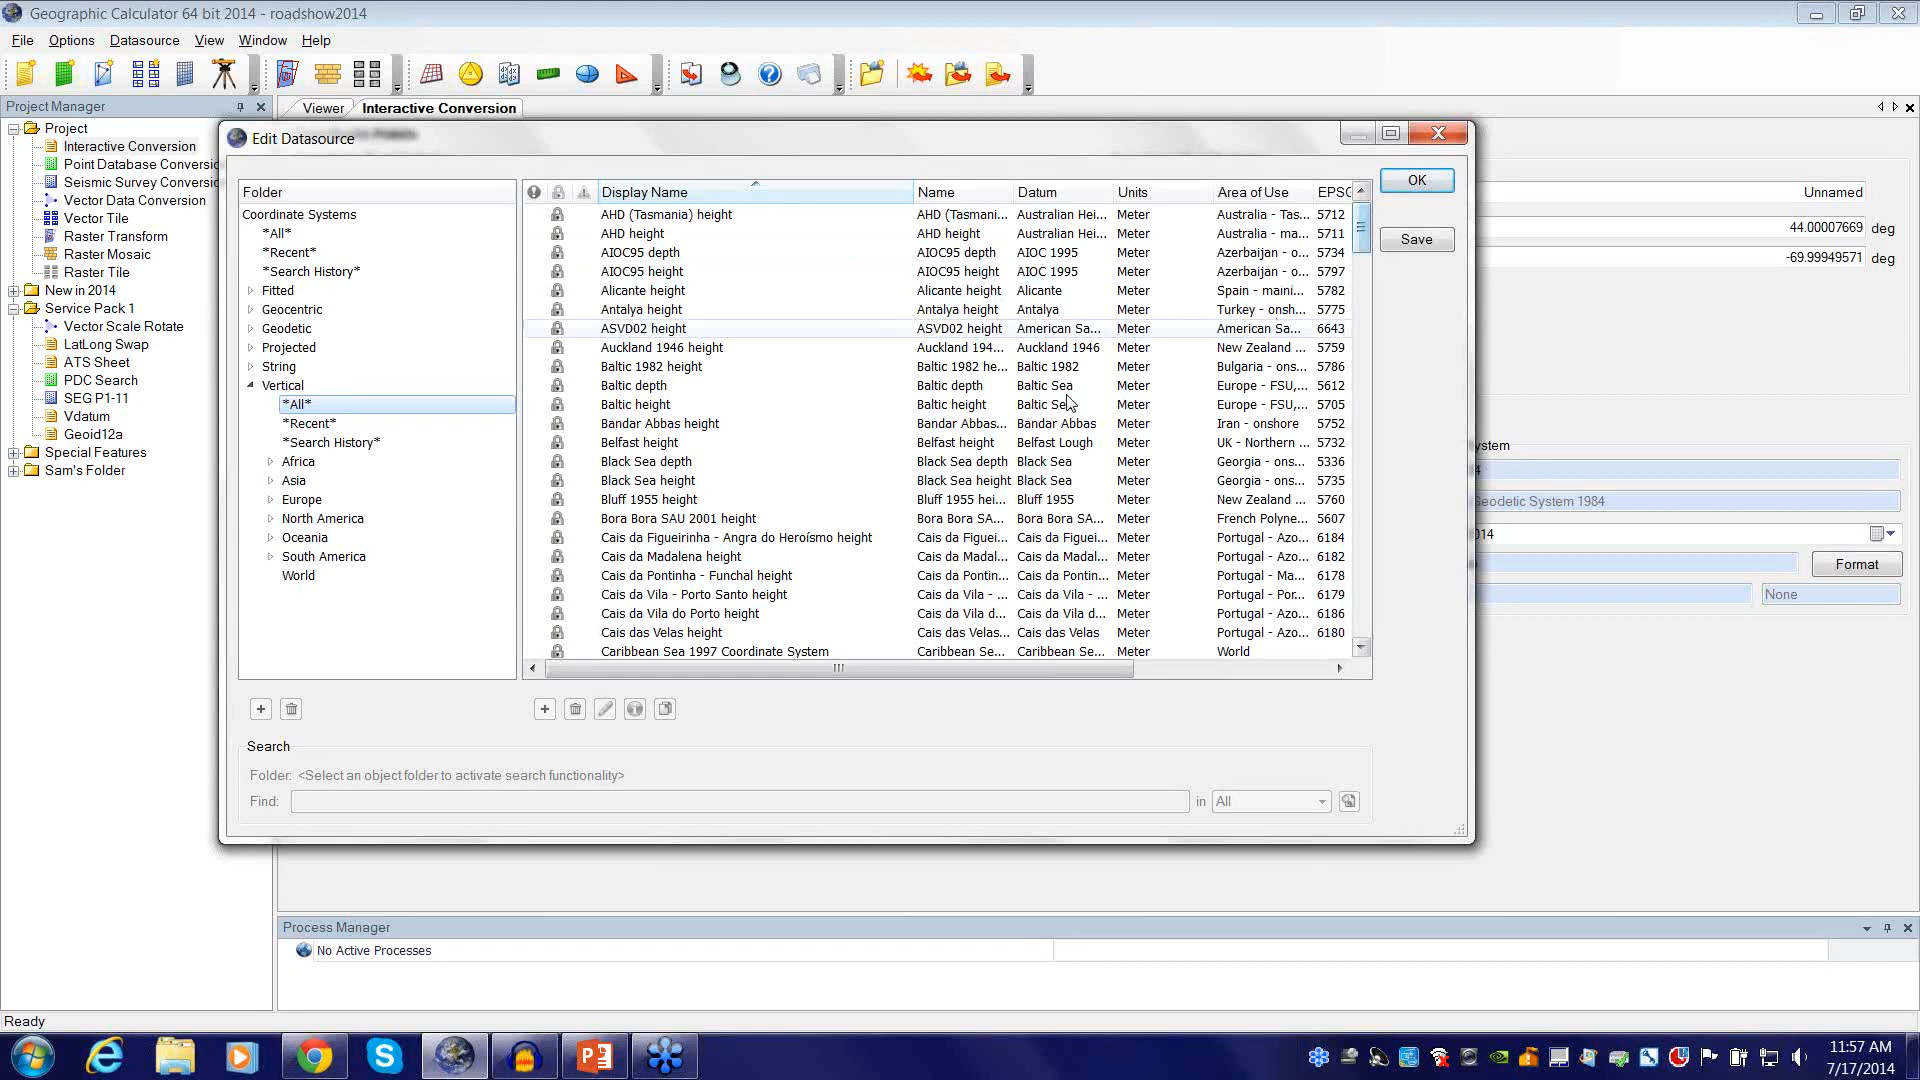 Geographic Calculator 64 bit 2014 - roadshow2014
File Options Datasource View Window Help
Project Manager
Viewer Interactive Conversion
Project
Interactive Conversion
Point Database Conversio
Seismic Survey Conversio
Vector Data Conversion
Vector Tile
Raster Transform
Raster Mosaic
Raster Tile
New in 2014
Service Pack 1
Vector Scale Rotate
LatLong Swap
ATS Sheet
PDC Search
SEG P1-11
Vdatum
Geoid12a
Special Features
Sam's Folder
Edit Datasource
Folder
Coordinate Systems
*All*
*Recent*
*Search History*
Fitted
Geocentric
Geodetic
Projected
String
Vertical
*All*
*Recent*
*Search History*
Africa
Asia
Europe
North America
Oceania
South America
World
Display Name Name Datum Units Area of Use EPSG
AHD (Tasmania) height AHD (Tasmani... Australian Hei... Meter Australia - Tas... 5712
AHD height AHD height Australian Hei... Meter Australia - ma... 5711
AIOC95 depth AIOC95 depth AIOC 1995 Meter Azerbaijan - o... 5734
AIOC95 height AIOC95 height AIOC 1995 Meter Azerbaijan - o... 5797
Alicante height Alicante height Alicante Meter Spain - maini... 5782
Antalya height Antalya height Antalya Meter Turkey - onsh... 5775
ASVD02 height ASVD02 height American Sa... Meter American Sa... 6643
Auckland 1946 height Auckland 194... Auckland 1946 Meter New Zealand ... 5759
Baltic 1982 height Baltic 1982 he... Baltic 1982 Meter Bulgaria - ons... 5786
Baltic depth Baltic depth Baltic Sea Meter Europe - FSU,... 5612
Baltic height Baltic height Baltic Sea Meter Europe - FSU,... 5705
Bandar Abbas height Bandar Abbas... Bandar Abbas Meter Iran - onshore 5752
Belfast height Belfast height Belfast Lough Meter UK - Northern ... 5732
Black Sea depth Black Sea depth Black Sea Meter Georgia - ons... 5336
Black Sea height Black Sea height Black Sea Meter Georgia - ons... 5735
Bluff 1955 height Bluff 1955 hei... Bluff 1955 Meter New Zealand ... 5760
Bora Bora SAU 2001 height Bora Bora SA... Bora Bora SA... Meter French Polyne... 5607
Cais da Figueirinha - Angra do Heroísmo height Cais da Figuei... Cais da Figuei... Meter Portugal - Azo... 6184
Cais da Madalena height Cais da Madal... Cais da Madal... Meter Portugal - Azo... 6182
Cais da Pontinha - Funchal height Cais da Pontin... Cais da Pontin... Meter Portugal - Ma... 6178
Cais da Vila - Porto Santo height Cais da Vila - ... Cais da Vila - ... Meter Portugal - Por... 6179
Cais da Vila do Porto height Cais da Vila d... Cais da Vila d... Meter Portugal - Azo... 6186
Cais das Velas height Cais das Velas... Cais das Velas Meter Portugal - Azo... 6180
Caribbean Sea 1997 Coordinate System Caribbean Se... Caribbean Se... Meter World
OK
Save
Search
Folder: <Select an object folder to activate search functionality>
Find: in All
Unnamed
44.00007669 deg
-69.99949571 deg
ystem
Geodetic System 1984
014
Format
None
Process Manager
No Active Processes
Ready
11:57 AM
7/17/2014